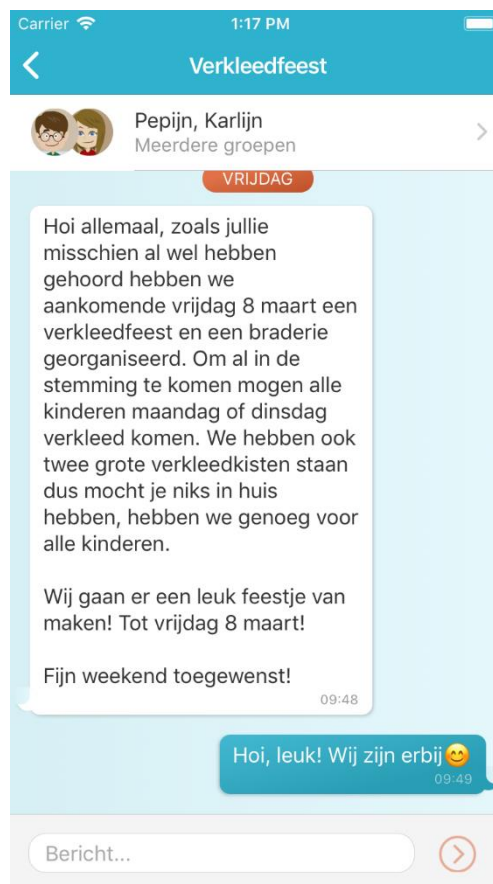 Carrier 1:17 PM
Verkleedfeest
Pepijn, Karlijn
Meerdere groepen
VRIJDAG
Hoi allemaal, zoals jullie
misschien al wel hebben
gehoord hebben we
aankomende vrijdag 8 maart een
verkleedfeest en een braderie
georganiseerd. Om al in de
stemming te komen mogen alle
kinderen maandag of dinsdag
verkleed komen. We hebben ook
twee grote verkleedkisten staan
dus mocht je niks in huis
hebben, hebben we genoeg voor
alle kinderen.
Wij gaan er een leuk feestje van
maken! Tot vrijdag 8 maart!
Fijn weekend toegewenst!
09:48
Hoi, leuk! Wij zijn erbij😊
09:49
Bericht...